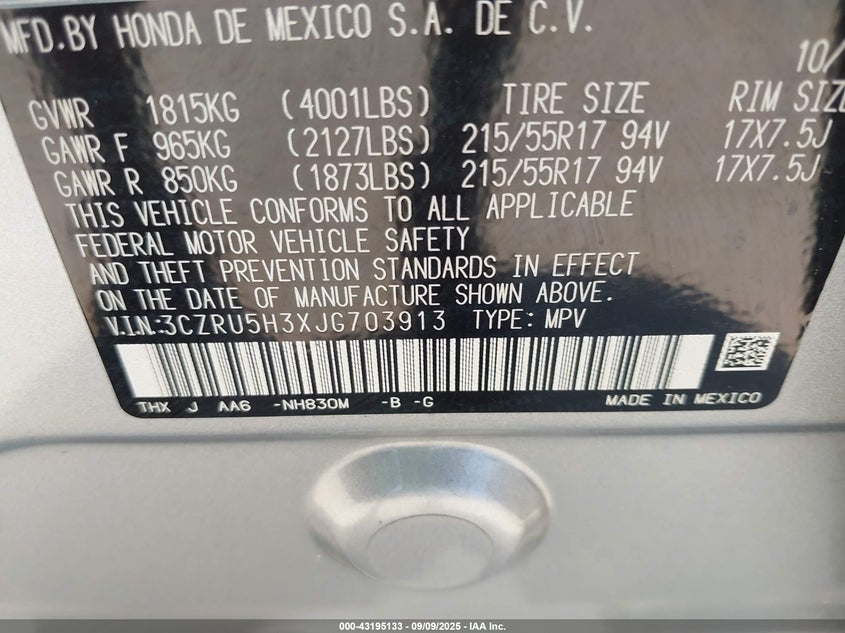 MFD.BY HONDA DE MEXICO S.A. DE C.V.
10/
GVWR 1815KG (4001LBS) TIRE SIZE RIM SIZE
GAWR F 965KG (2127LBS) 215/55R17 94V 17X7.5J
GAWR R 850KG (1873LBS) 215/55R17 94V 17X7.5J
THIS VEHICLE CONFORMS TO ALL APPLICABLE
FEDERAL MOTOR VEHICLE SAFETY
AND THEFT PREVENTION STANDARDS IN EFFECT
ON THE DATE OF MANUFACTURE SHOWN ABOVE.
V.I.N:3CZRU5H3XJG703913 TYPE: MPV
THX J AA6 -NH830M -B -G MADE IN MEXICO
000-43195133 - 09/09/2025 - IAA Inc.